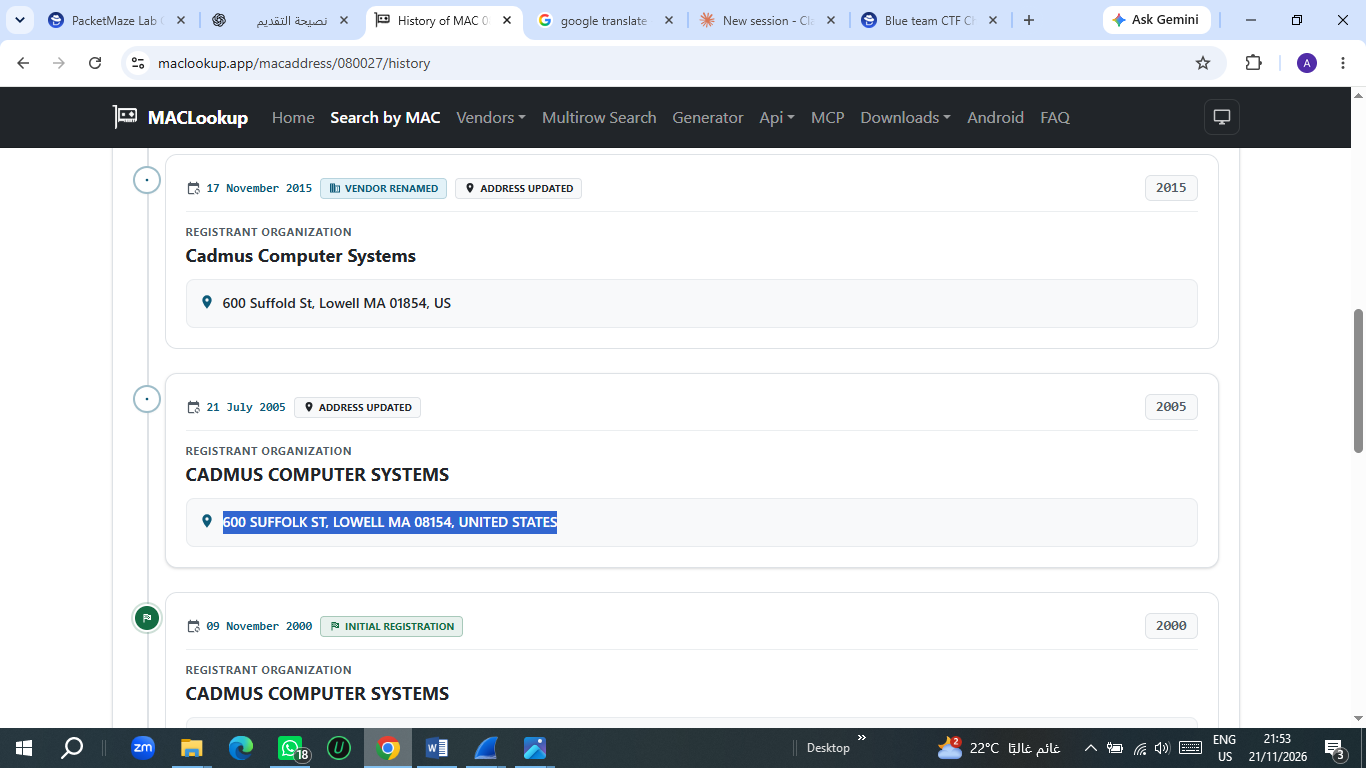 PacketMaze Lab
نصيحة التقديم
History of MAC 0
google translate
New session - Cla
Blue team CTF Ch
Ask Gemini
maclookup.app/macaddress/080027/history
A
MACLookup
Home
Search by MAC
Vendors
Multirow Search
Generator
Api
MCP
Downloads
Android
FAQ
17 November 2015
VENDOR RENAMED
ADDRESS UPDATED
2015
REGISTRANT ORGANIZATION
Cadmus Computer Systems
600 Suffold St, Lowell MA 01854, US
21 July 2005
ADDRESS UPDATED
2005
REGISTRANT ORGANIZATION
CADMUS COMPUTER SYSTEMS
600 SUFFOLK ST, LOWELL MA 08154, UNITED STATES
09 November 2000
INITIAL REGISTRATION
2000
REGISTRANT ORGANIZATION
CADMUS COMPUTER SYSTEMS
zm
18
U
W
Desktop
2
22°C غائم غالبًا
ENG
US
21:53
21/11/2026
3